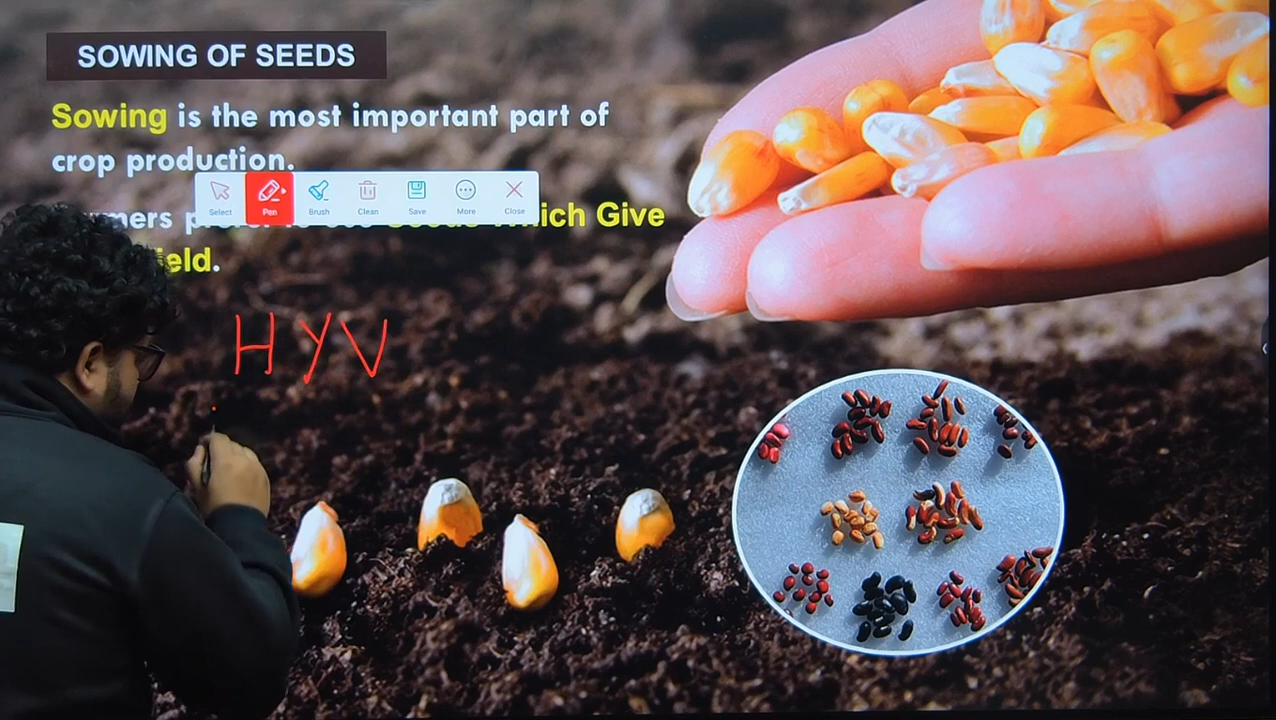 SOWING OF SEEDS
Sowing is the most important part of
crop production.
Select Pen Brush Clean Save More Close
Give
.
HYV